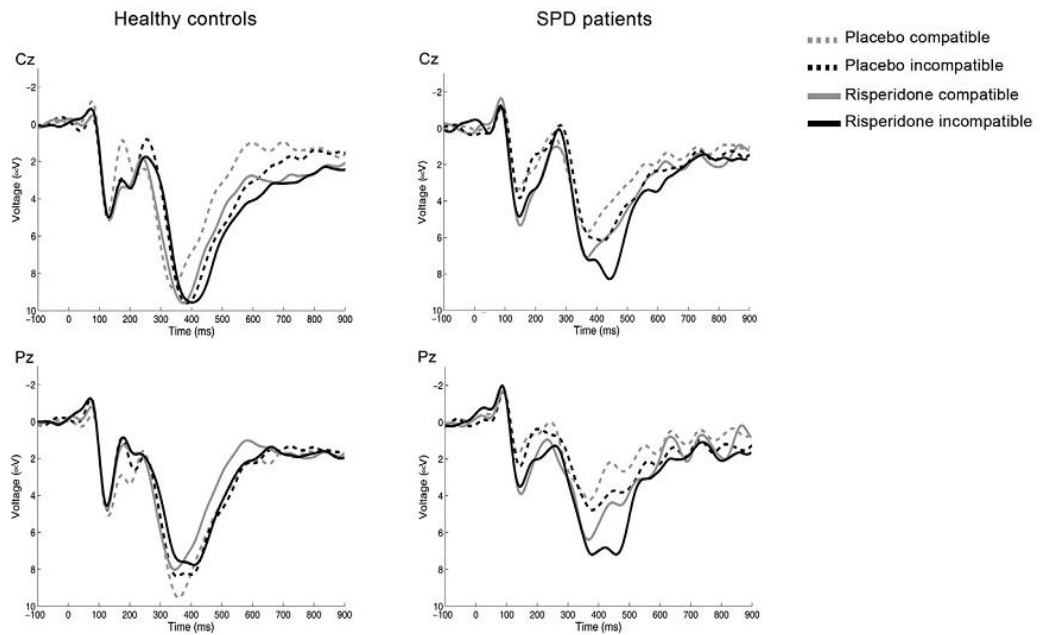 Healthy controls
SPD patients
Placebo compatible
Placebo incompatible
Risperidone compatible
Risperidone incompatible
Cz
−2
0
2
4
6
8
10
Voltage (∝V)
−100 0 100 200 300 400 500 600 700 800 900
Time (ms)
Cz
−2
0
2
4
6
8
10
Voltage (∝V)
−100 0 100 200 300 400 500 600 700 800 900
Time (ms)
Pz
−2
0
2
4
6
8
10
Voltage (∝V)
−100 0 100 200 300 400 500 600 700 800 900
Time (ms)
Pz
−2
0
2
4
6
8
10
Voltage (∝V)
−100 0 100 200 300 400 500 600 700 800 900
Time (ms)